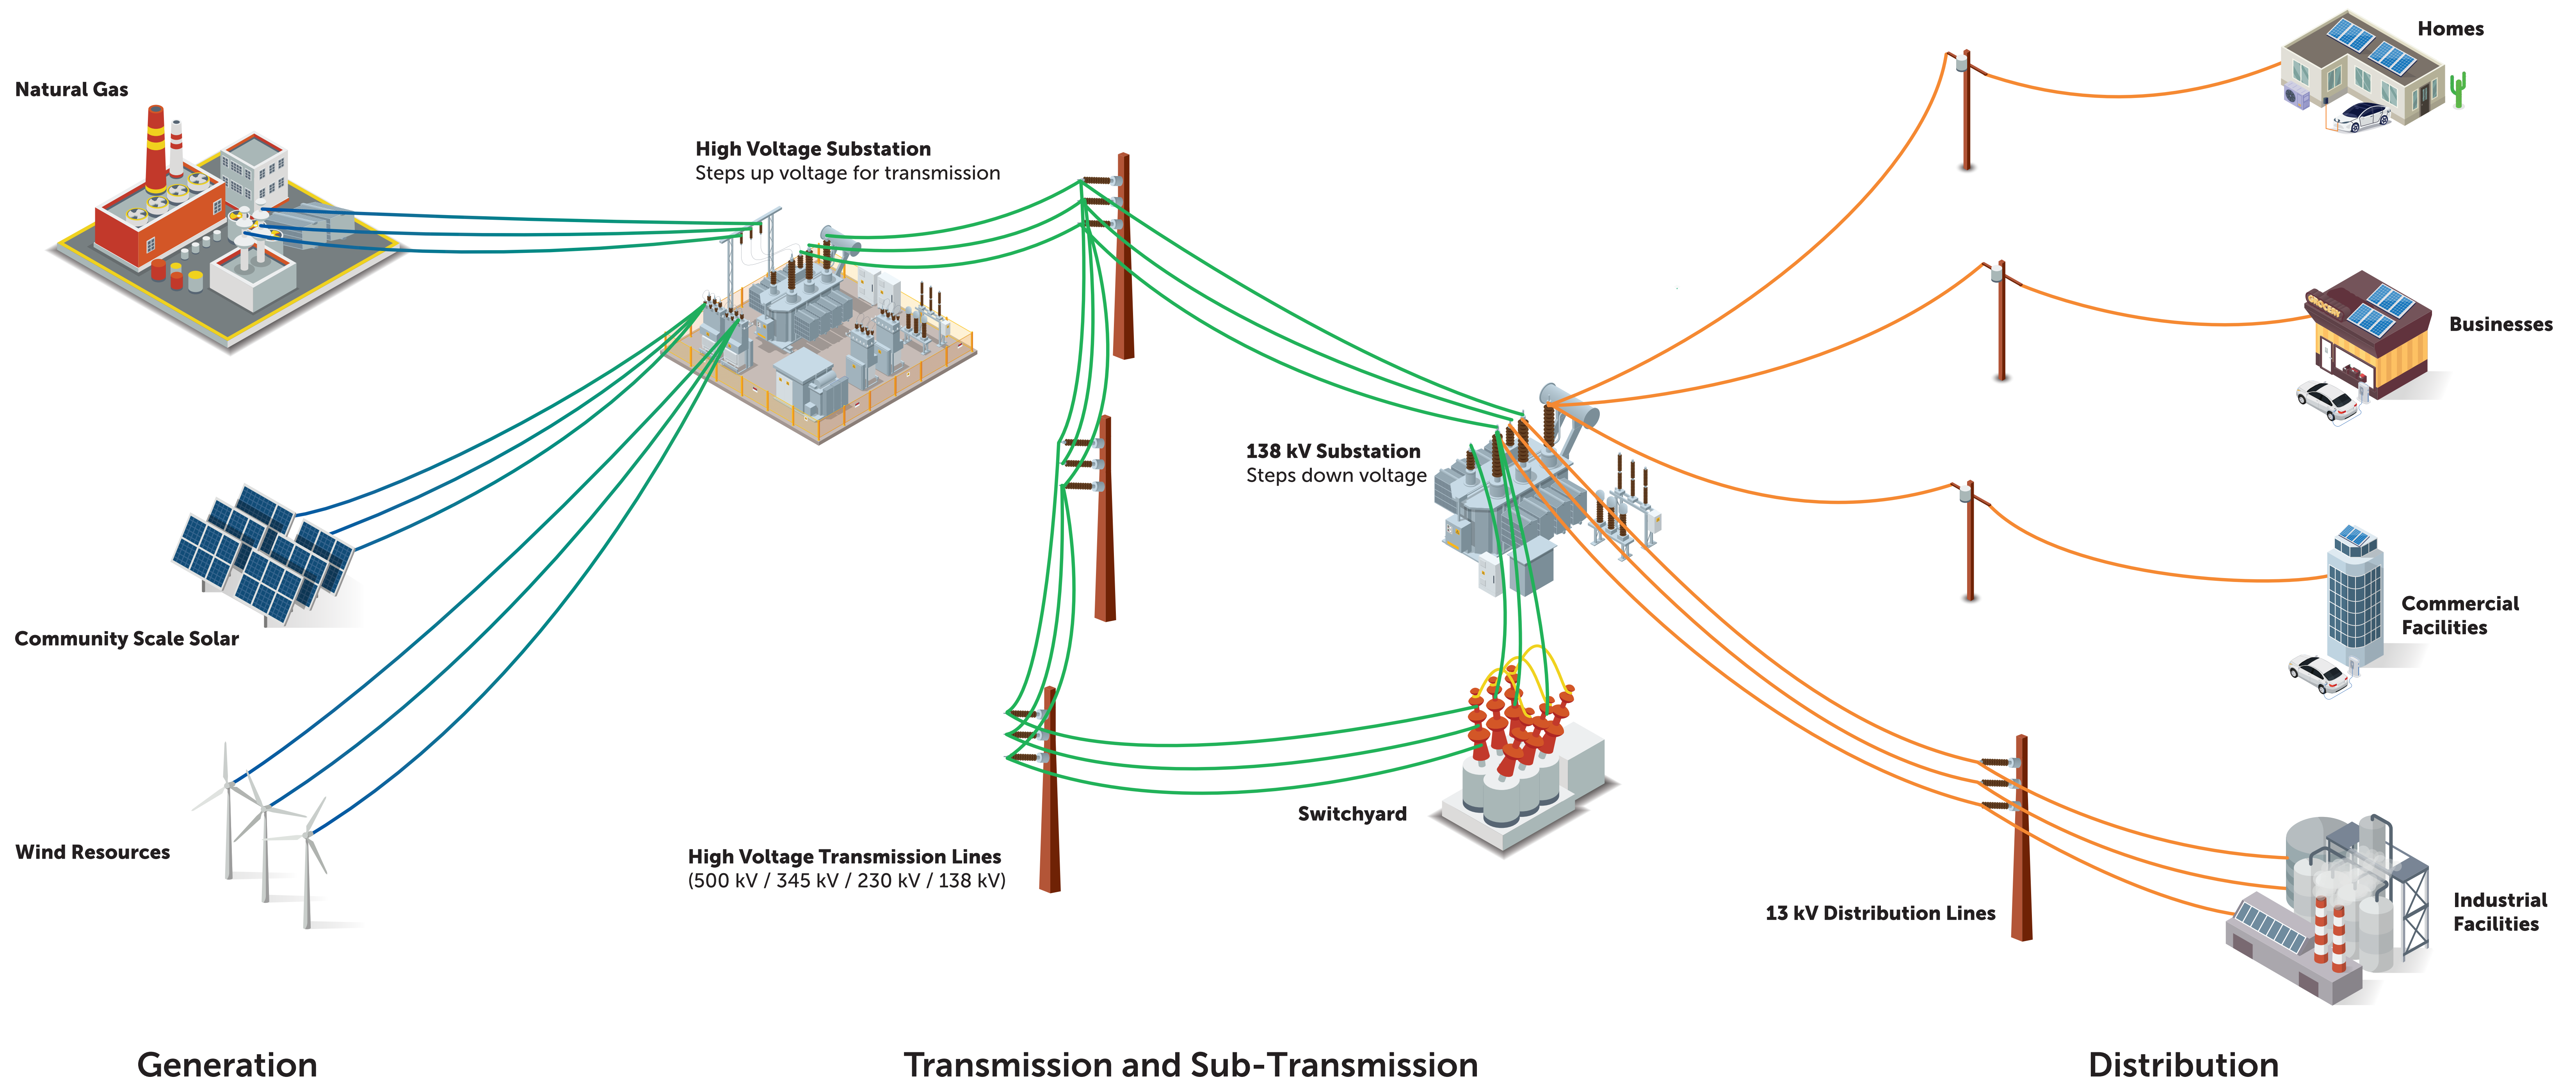 Natural Gas
Community Scale Solar
Wind Resources
High Voltage Substation
Steps up voltage for transmission
High Voltage Transmission Lines
(500 kV / 345 kV / 230 kV / 138 kV)
138 kV Substation
Steps down voltage
Switchyard
13 kV Distribution Lines
Homes
GROCERY
Businesses
Commercial
Facilities
Industrial
Facilities
Generation
Transmission and Sub-Transmission
Distribution